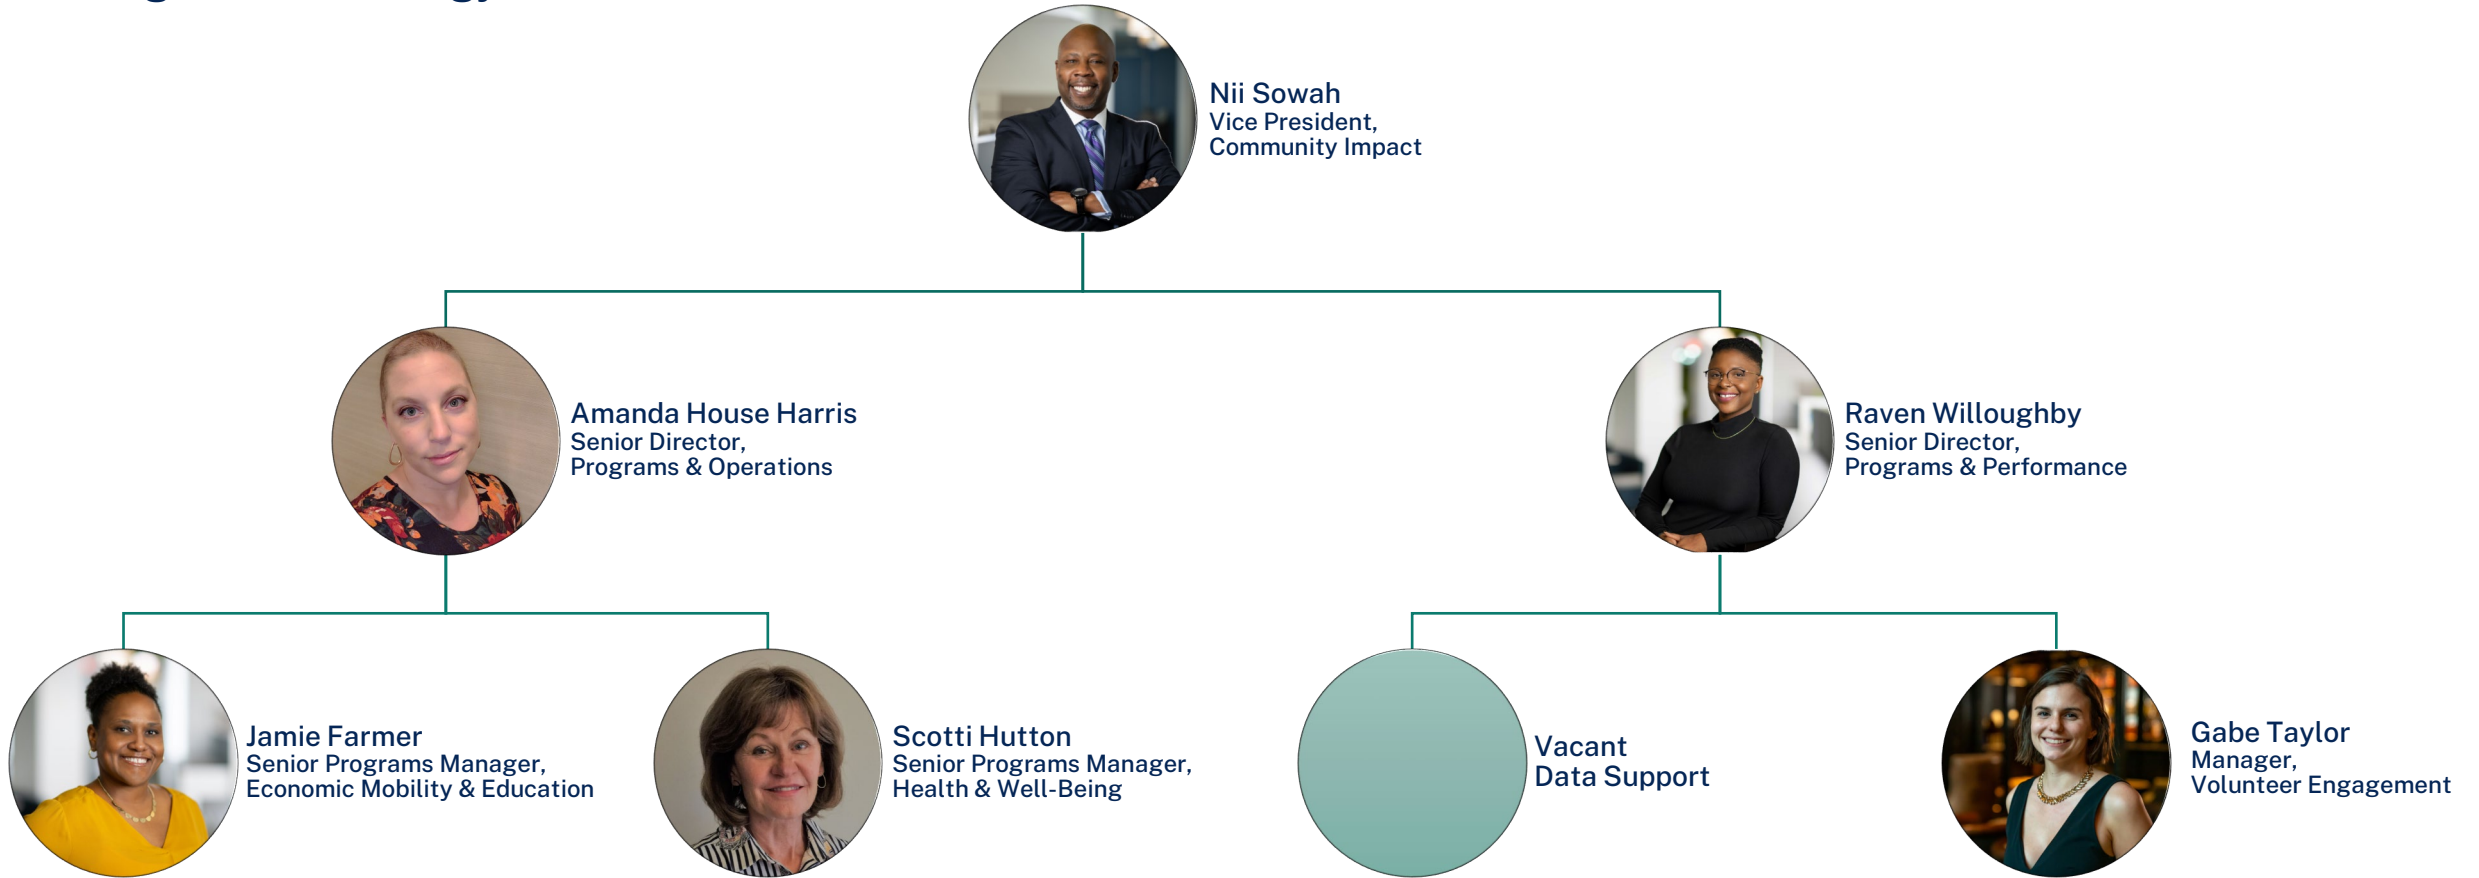 Nii Sowah
Vice President,
Community Impact
Amanda House Harris
Senior Director,
Programs & Operations
Raven Willoughby
Senior Director,
Programs & Performance
Jamie Farmer
Senior Programs Manager,
Economic Mobility & Education
Scotti Hutton
Senior Programs Manager,
Health & Well-Being
Vacant
Data Support
Gabe Taylor
Manager,
Volunteer Engagement